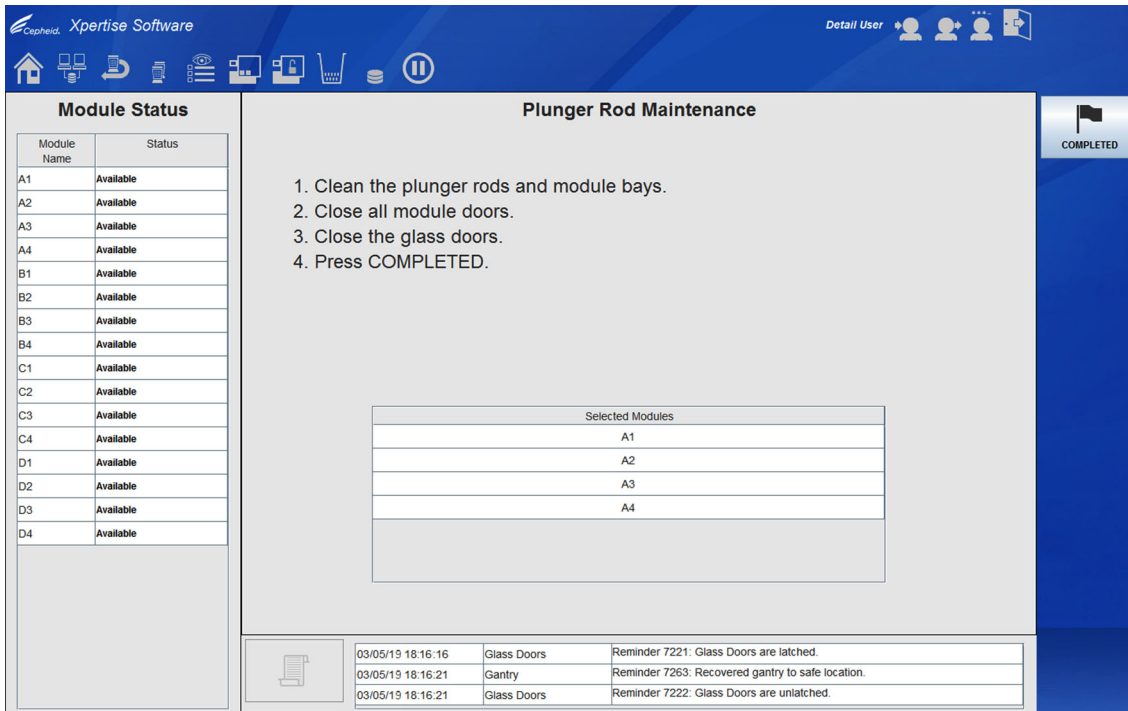 Cepheid. Xpertise Software
Detail User
Module Status
Plunger Rod Maintenance
COMPLETED
Module Name Status
A1 Available
A2 Available
A3 Available
A4 Available
B1 Available
B2 Available
B3 Available
B4 Available
C1 Available
C2 Available
C3 Available
C4 Available
D1 Available
D2 Available
D3 Available
D4 Available
1. Clean the plunger rods and module bays.
2. Close all module doors.
3. Close the glass doors.
4. Press COMPLETED.
Selected Modules
A1
A2
A3
A4
03/05/19 18:16:16 Glass Doors Reminder 7221: Glass Doors are latched.
03/05/19 18:16:21 Gantry Reminder 7263: Recovered gantry to safe location.
03/05/19 18:16:21 Glass Doors Reminder 7222: Glass Doors are unlatched.